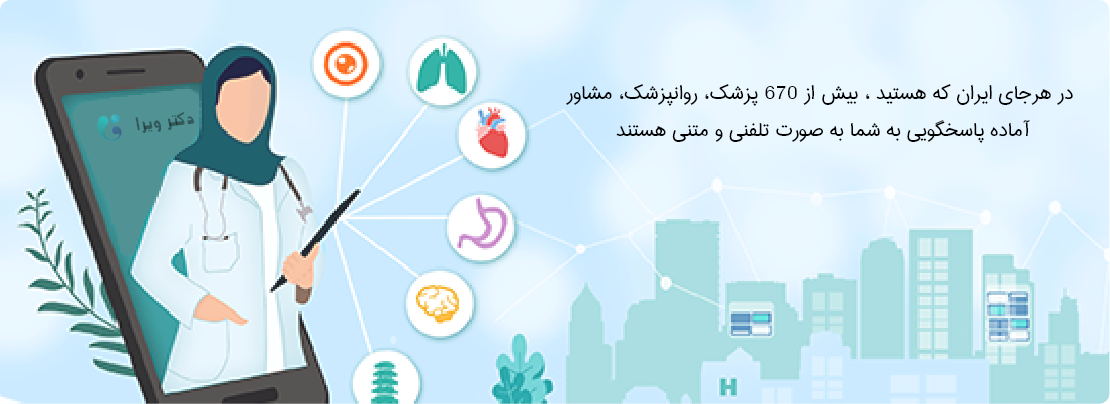 در هرجای ایران که هستید ، بیش از 670 پزشک، روانپزشک، مشاور
آماده پاسخگویی به شما به صورت تلفنی و متنی هستند
دکتر ویرا
H